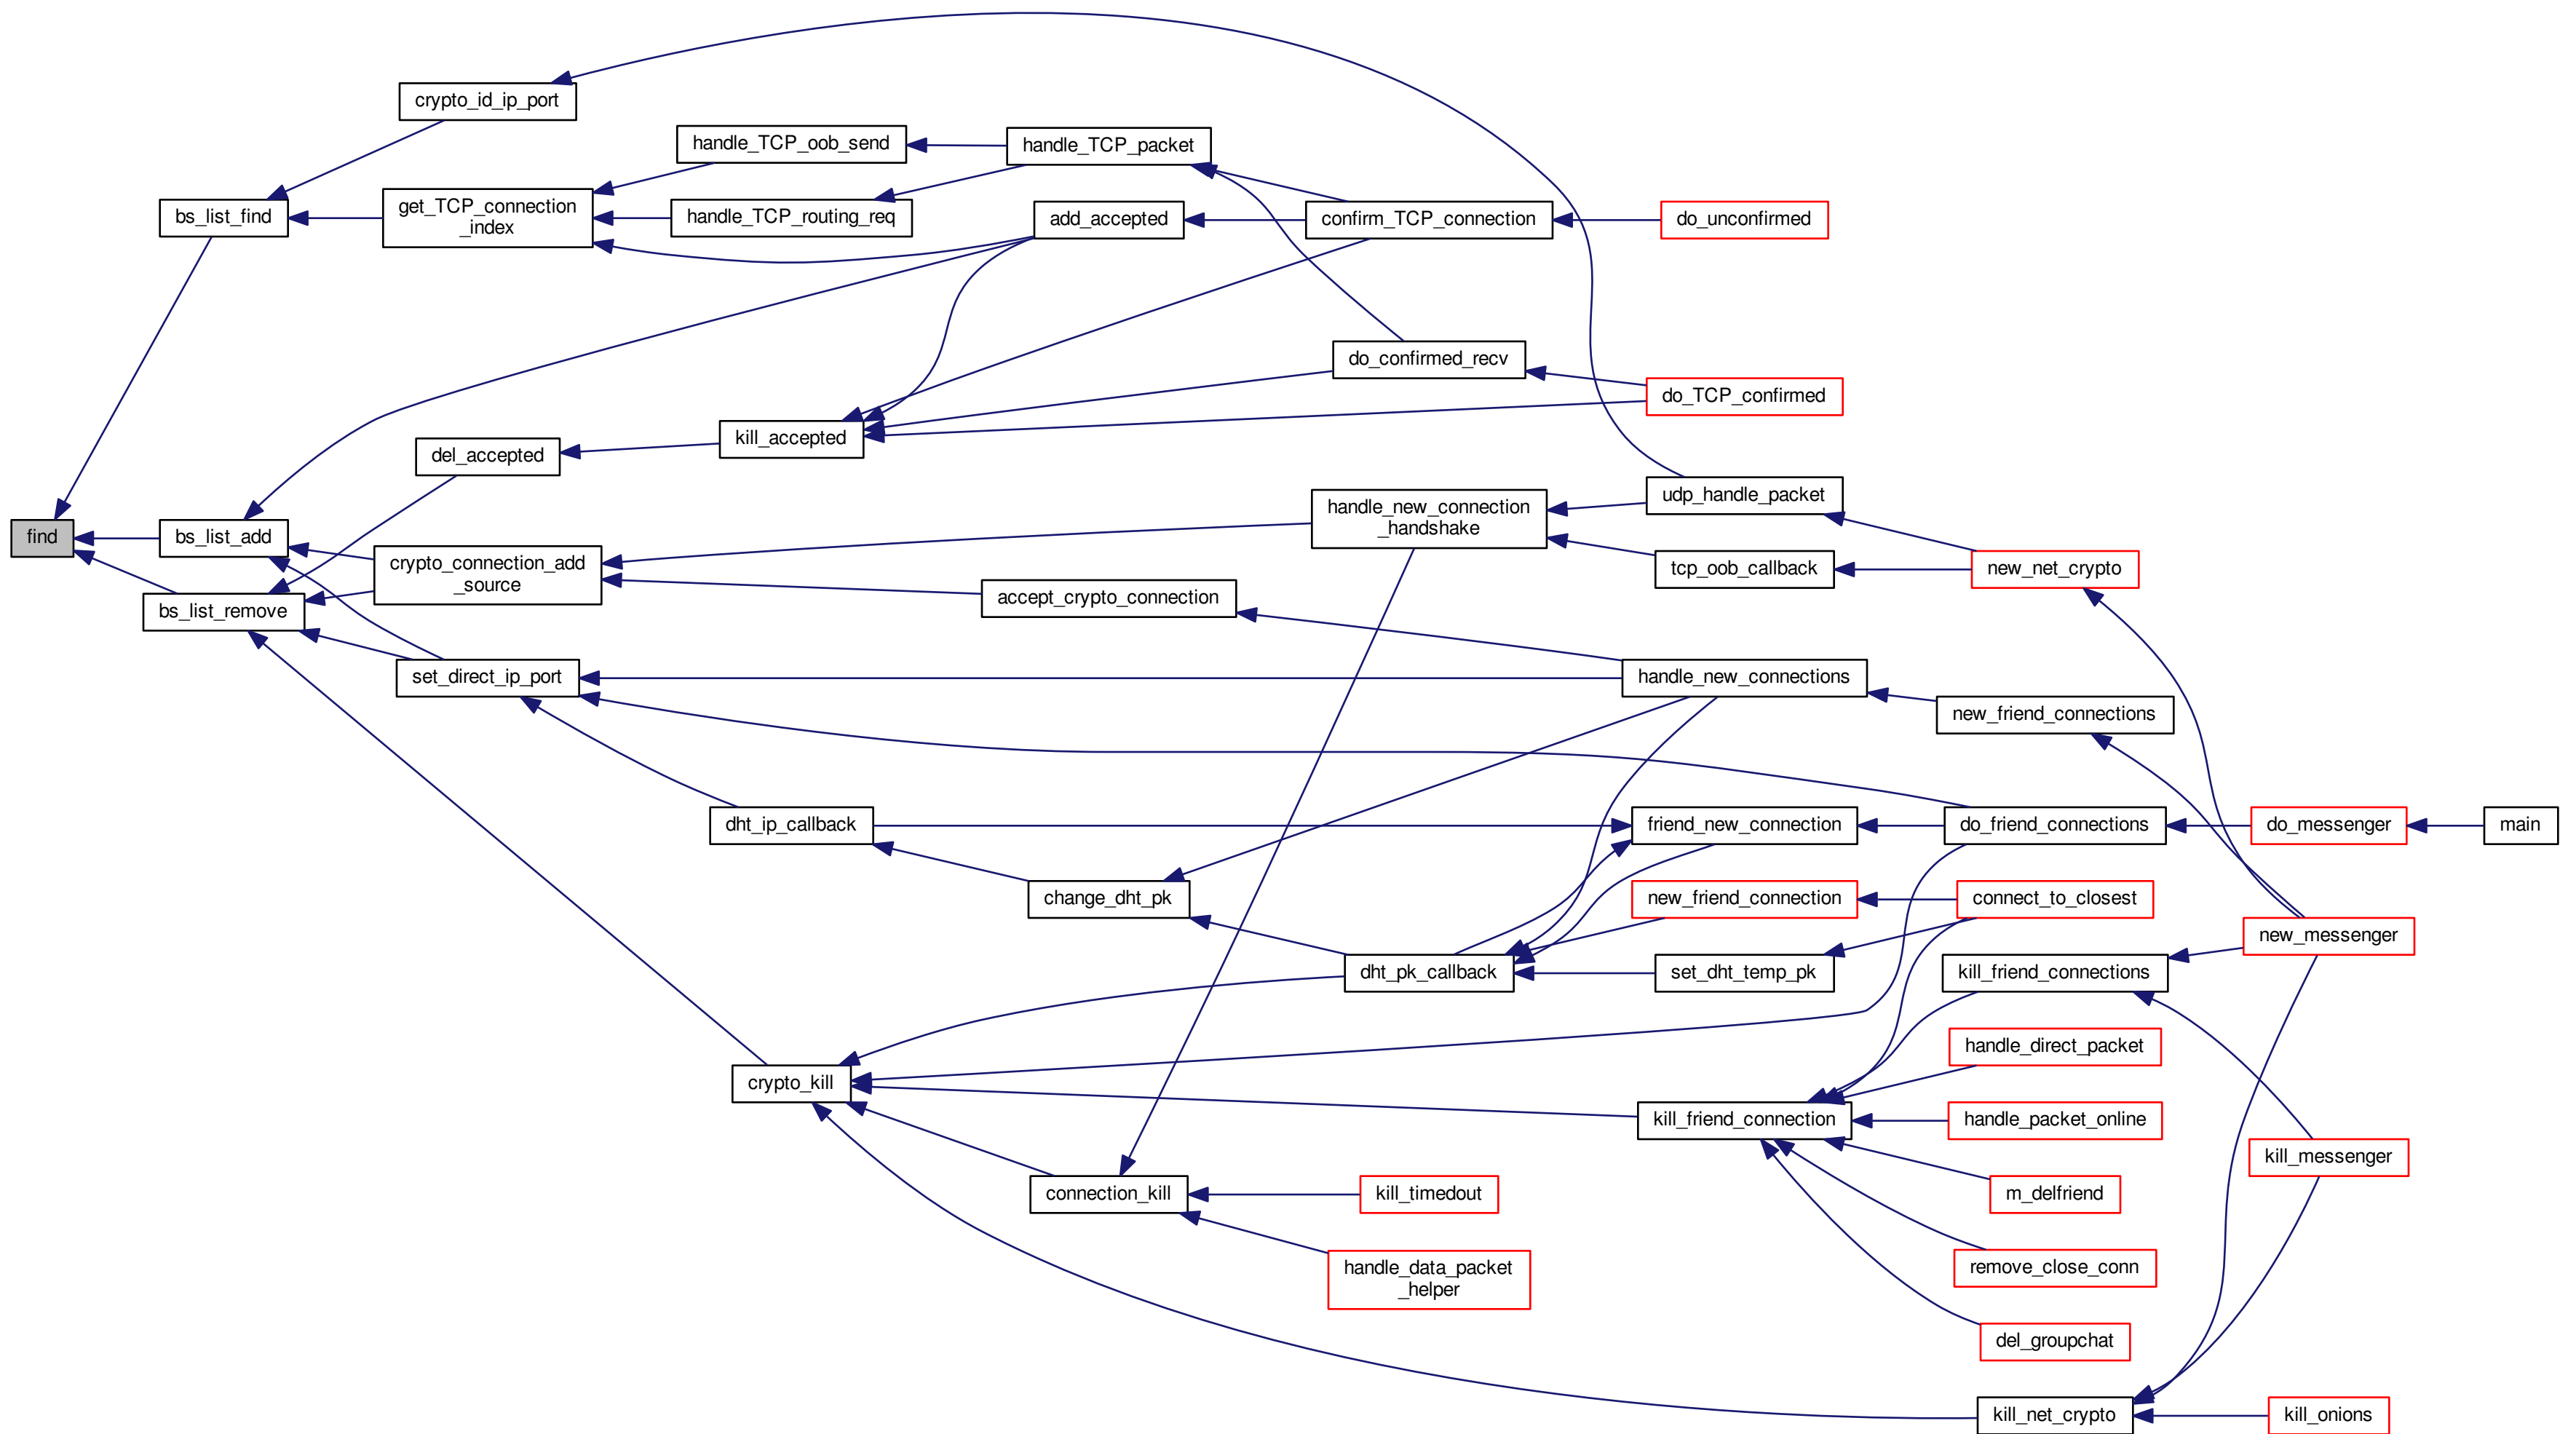 crypto_id_ip_port
handle_TCP_oob_send
handle_TCP_packet
bs_list_find
get_TCP_connection
_index
handle_TCP_routing_req
add_accepted
confirm_TCP_connection
do_unconfirmed
do_confirmed_recv
do_TCP_confirmed
kill_accepted
del_accepted
udp_handle_packet
handle_new_connection
_handshake
find
bs_list_add
crypto_connection_add
_source
tcp_oob_callback
new_net_crypto
bs_list_remove
accept_crypto_connection
set_direct_ip_port
handle_new_connections
new_friend_connections
dht_ip_callback
friend_new_connection
do_friend_connections
do_messenger
main
change_dht_pk
new_friend_connection
connect_to_closest
new_messenger
dht_pk_callback
set_dht_temp_pk
kill_friend_connections
handle_direct_packet
crypto_kill
kill_friend_connection
handle_packet_online
kill_messenger
connection_kill
kill_timedout
m_delfriend
handle_data_packet
_helper
remove_close_conn
del_groupchat
kill_net_crypto
kill_onions